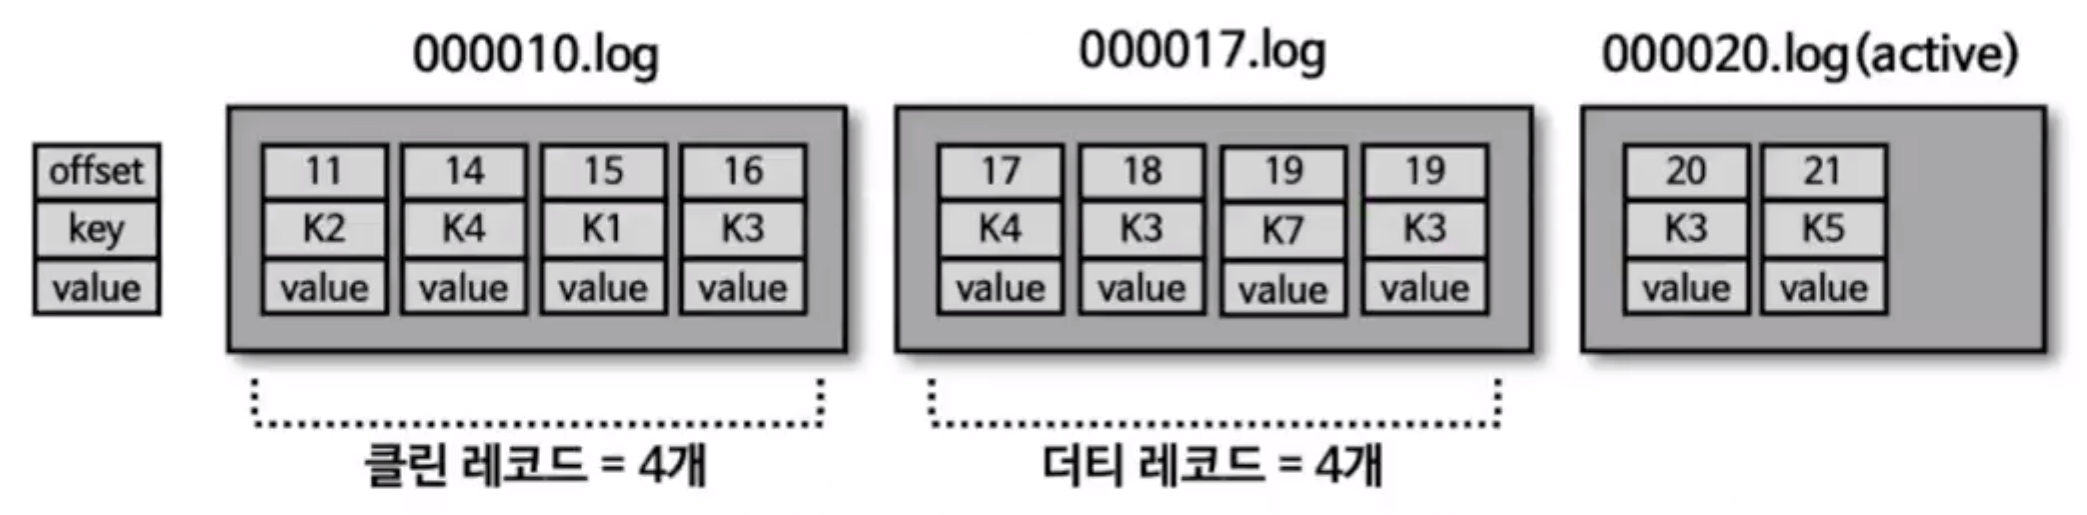 000010.log
000017.log
000020.log(active)
offset 11 14 15 16 17 18 19 19 20 21
key K2 K4 K1 K3 K4 K3 K7 K3 K3 K5
value value value value value value value value value value value
클린 레코드 = 4개
더티 레코드 = 4개